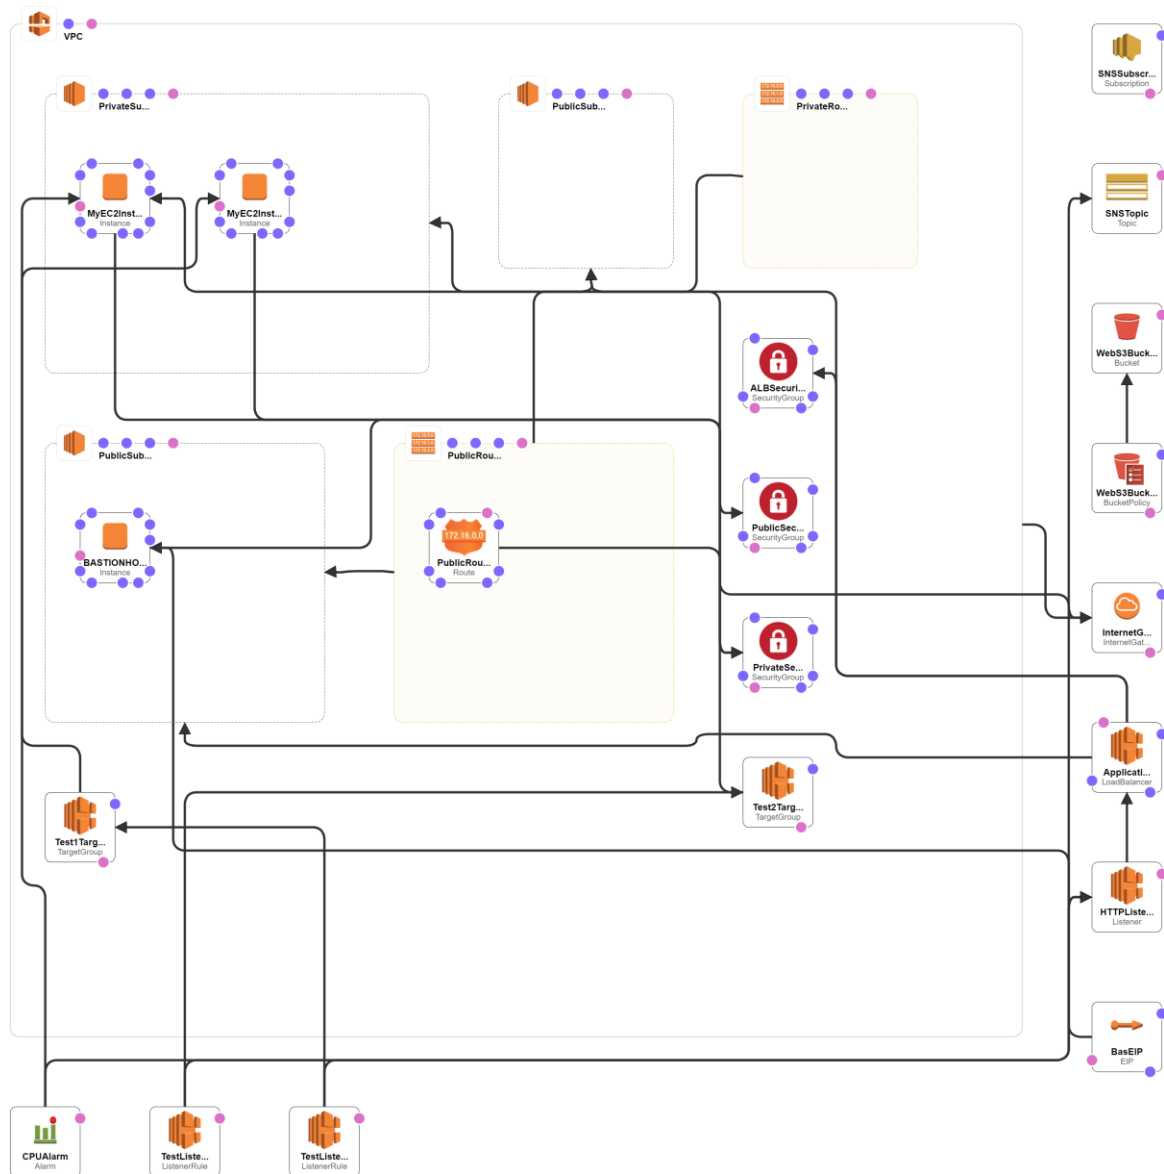 VPC
SNSSubscr...
Subscription
PrivateSu...
PublicSub...
PrivateRo...
MyEC2Inst...
Instance
MyEC2Inst...
Instance
SNSTopic
Topic
ALBSecuri...
SecurityGroup
WebS3Buck...
Bucket
PublicSub...
PublicRou...
PublicSec...
SecurityGroup
WebS3Buck...
BucketPolicy
BASTIONHO...
Instance
172.16.0.0
PublicRou...
Route
InternetG...
InternetGat...
PrivateSe...
SecurityGroup
Applicati...
LoadBalancer
Test2Targ...
TargetGroup
Test1Targ...
TargetGroup
HTTPListe...
Listener
BasEIP
EIP
CPUAlarm
Alarm
TestListe...
ListenerRule
TestListe...
ListenerRule